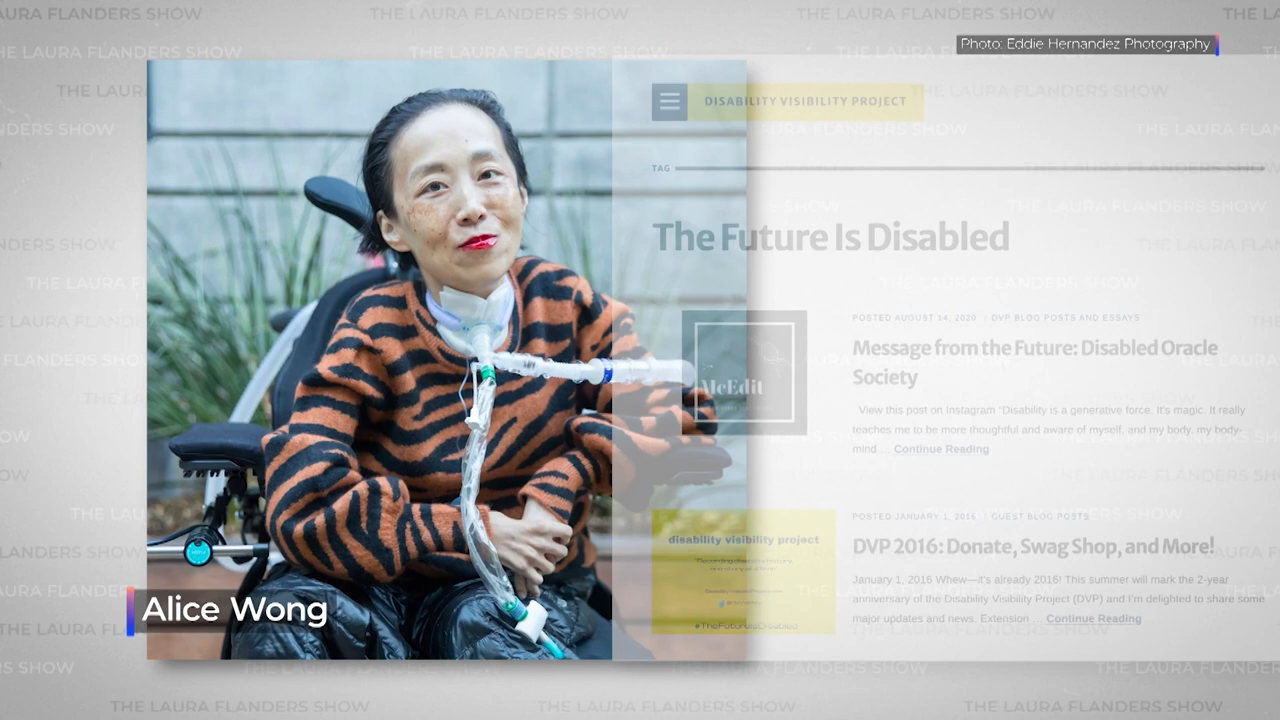 THE LAURA FLANDERS SHOW
Photo: Eddie Hernandez Photography
DISABILITY VISIBILITY PROJECT
TAG
The Future Is Disabled
McEdit
POSTED AUGUST 14, 2020 / DVP BLOG POSTS AND ESSAYS
Message from the Future: Disabled Oracle
Society
View this post on Instagram "Disability is a generative force. It's magic. It really
teaches me to be more thoughtful and aware of myself, and my body, my body-
mind … Continue Reading
disability visibility project
#TheFutureIsDisabled
POSTED JANUARY 1, 2016 / GUEST BLOG POSTS
DVP 2016: Donate, Swag Shop, and More!
January 1, 2016 Whew—it's already 2016! This summer will mark the 2-year
anniversary of the Disability Visibility Project (DVP) and I'm delighted to share some
major updates and news. Extension … Continue Reading
Alice Wong